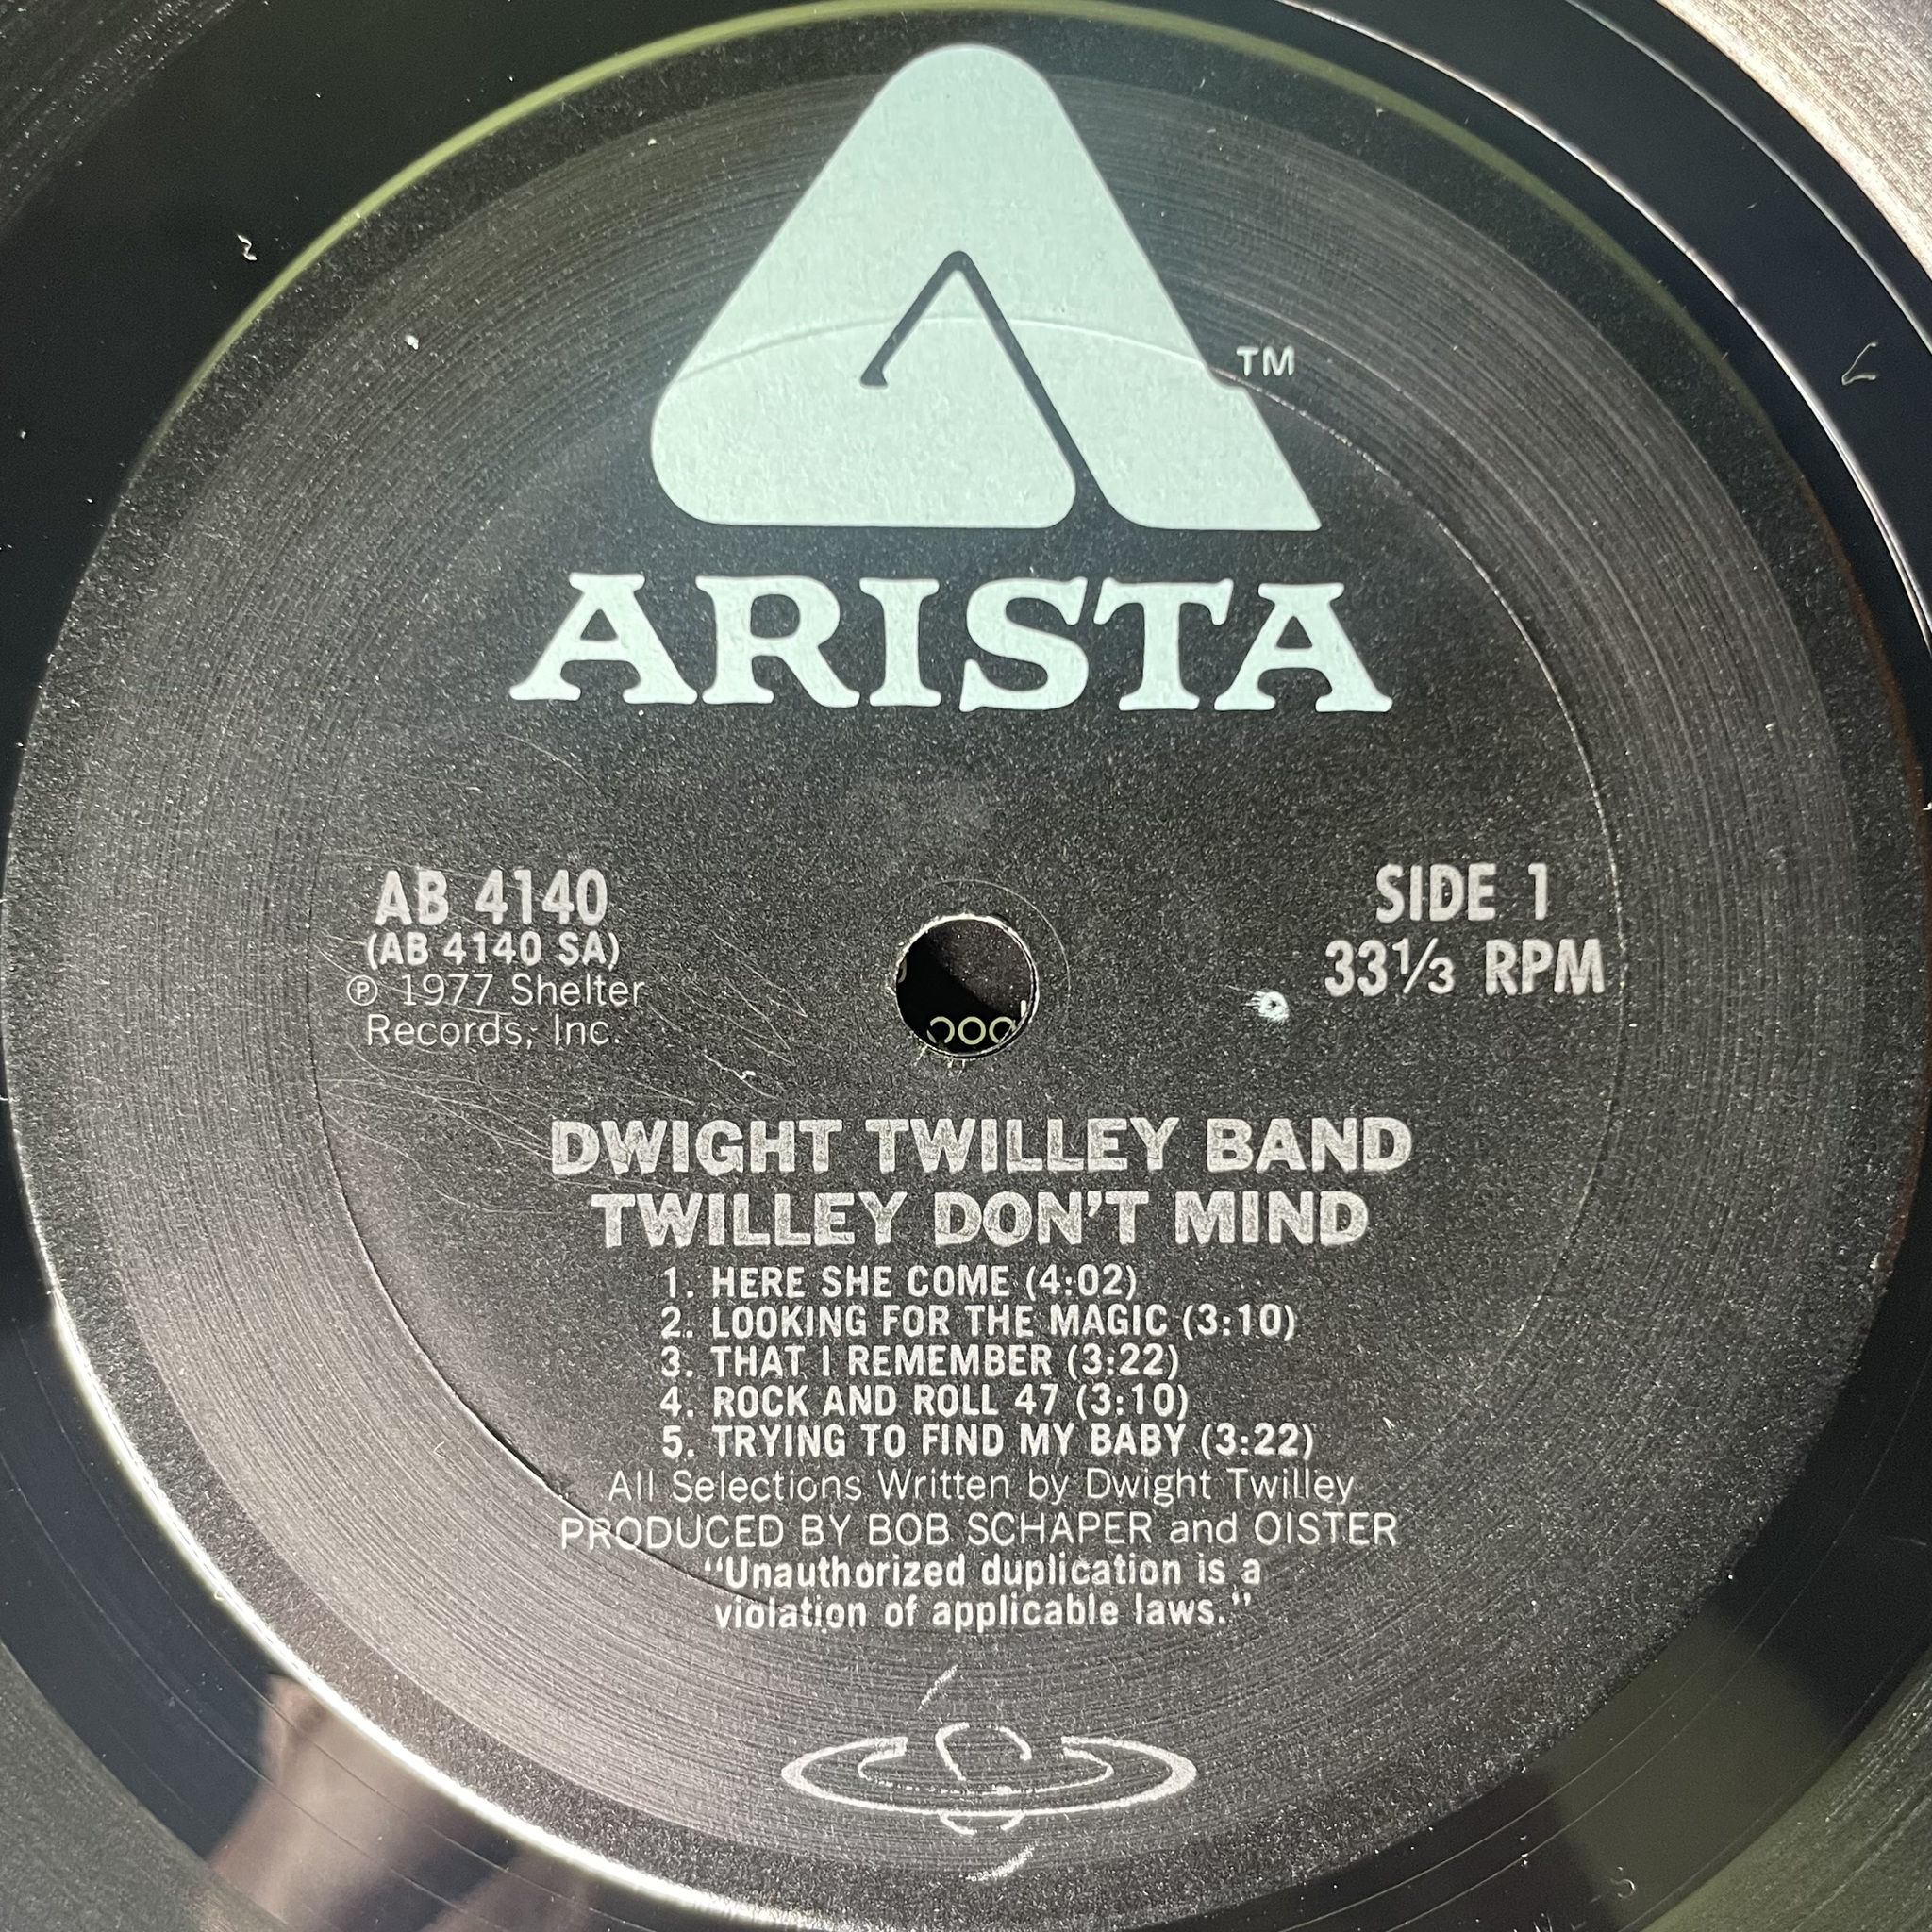 TM
ARISTA
AB 4140
(AB 4140 SA)
℗ 1977 Shelter
Records, Inc.
SIDE 1
33⅓ RPM
DWIGHT TWILLEY BAND
TWILLEY DON'T MIND
1. HERE SHE COME (4:02)
2. LOOKING FOR THE MAGIC (3:10)
3. THAT I REMEMBER (3:22)
4. ROCK AND ROLL 47 (3:10)
5. TRYING TO FIND MY BABY (3:22)
All Selections Written by Dwight Twilley
PRODUCED BY BOB SCHAPER and OISTER
"Unauthorized duplication is a
violation of applicable laws."